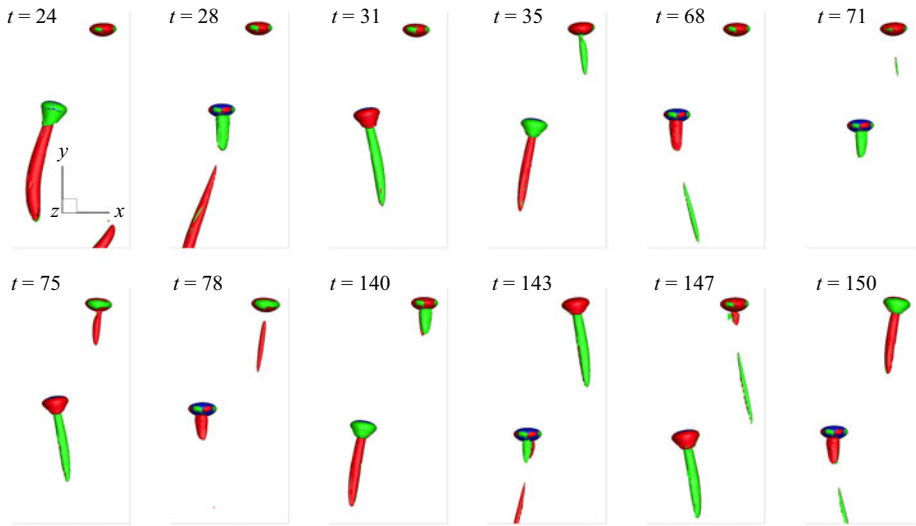 t = 24
t = 28
t = 31
t = 35
t = 68
t = 71
y
z
x
t = 75
t = 78
t = 140
t = 143
t = 147
t = 150